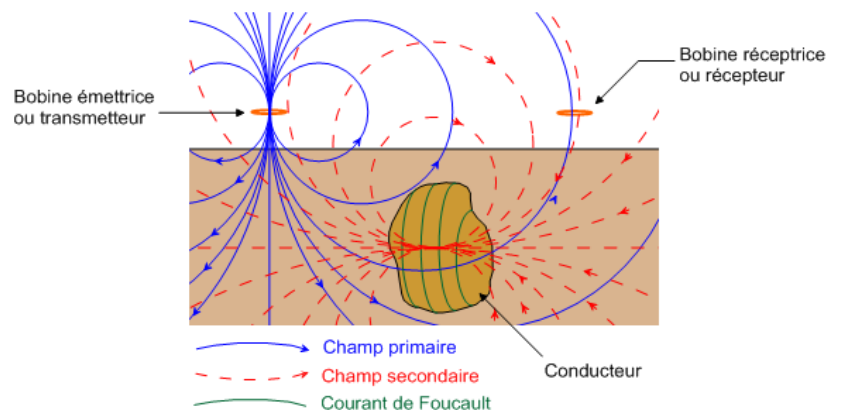 Bobine émettrice
ou transmetteur
Bobine réceptrice
ou récepteur
Champ primaire
Champ secondaire
Courant de Foucault
Conducteur